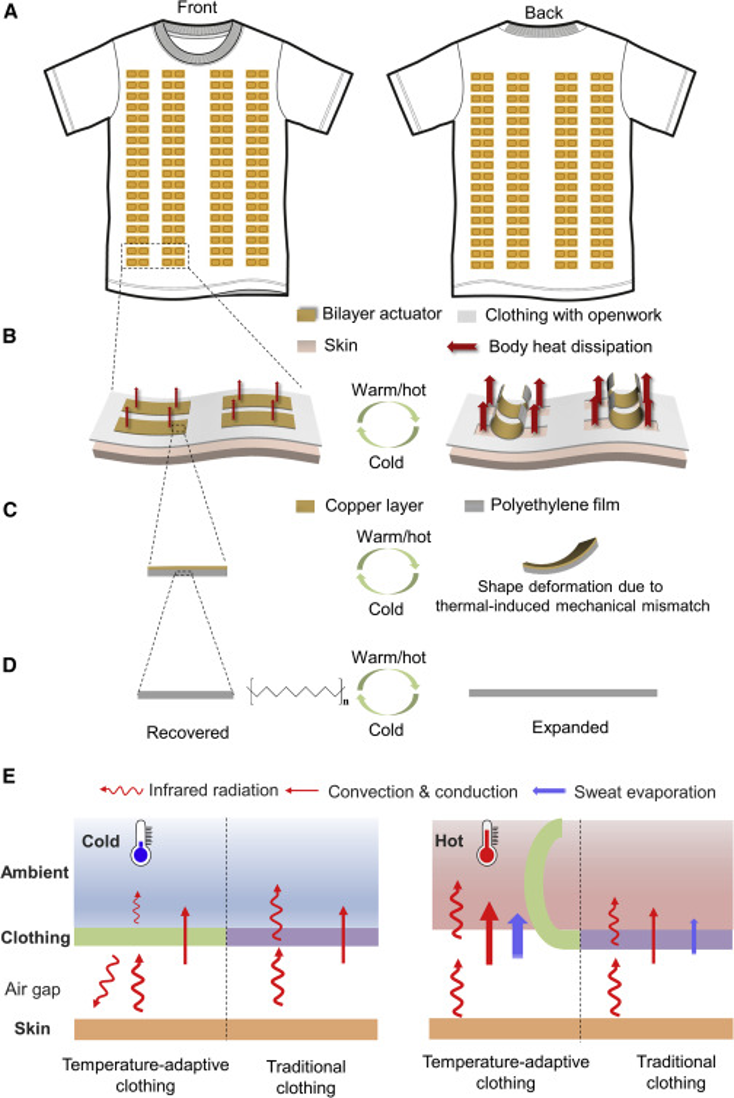 A
Front
Back
Bilayer actuator
Clothing with openwork
B
Skin
Body heat dissipation
Warm/hot
Cold
C
Copper layer
Polyethylene film
Warm/hot
Cold
Shape deformation due to
thermal-induced mechanical mismatch
D
Warm/hot
n
Cold
Recovered
Expanded
E
Infrared radiation
Convection & conduction
Sweat evaporation
Cold
Hot
Ambient
Clothing
Air gap
Skin
Temperature-adaptive
clothing
Traditional
clothing
Temperature-adaptive
clothing
Traditional
clothing